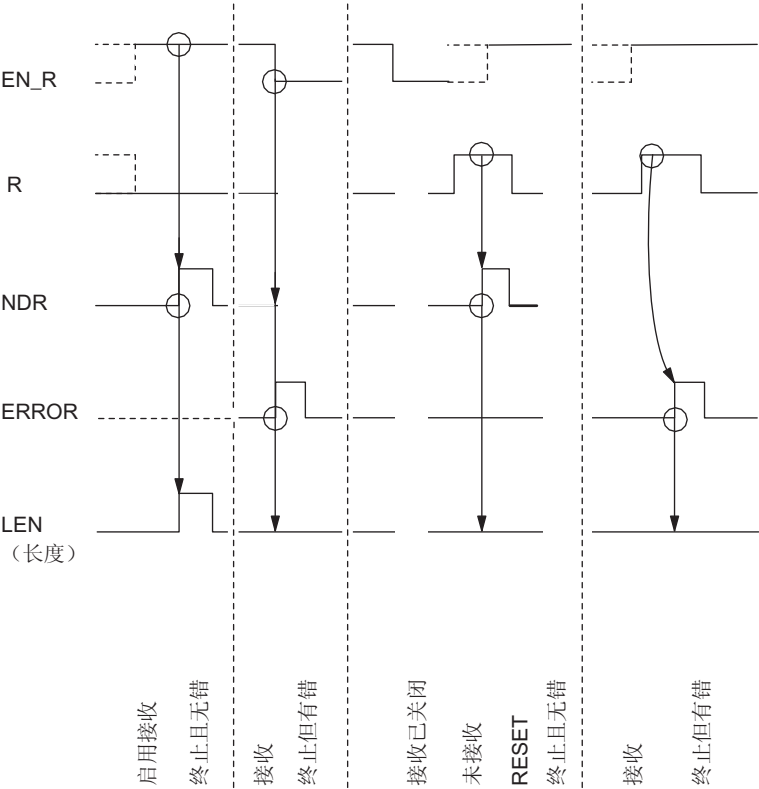 EN_R
R
NDR
ERROR
LEN
（长度）
启用接收
终止且无错
接收
终止但有错
接收已关闭
未接收
RESET
终止且无错
接收
终止但有错